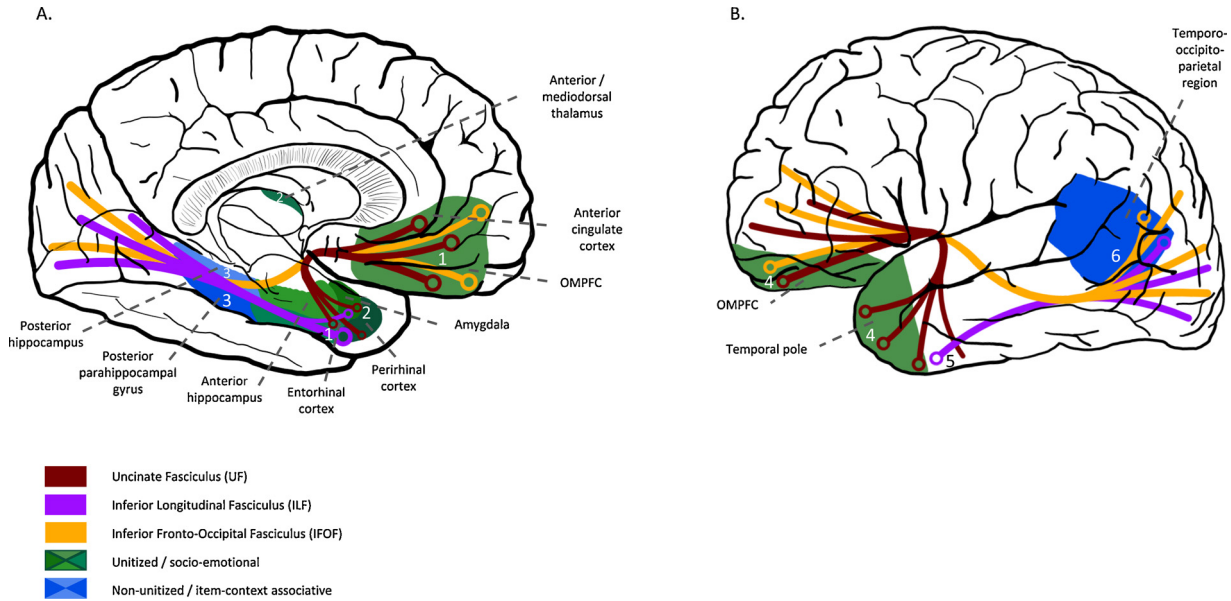 A.
B.
Anterior /
mediodorsal
thalamus
2
Anterior
cingulate
cortex
1
OMPFC
3
3
Amygdala
2
1
Posterior
hippocampus
Posterior
parahippocampal
gyrus
Anterior
hippocampus
Entorhinal
cortex
Perirhinal
cortex
Temporo-
occipito-
parietal
region
6
4
OMPFC
4
Temporal pole
5
Uncinate Fasciculus (UF)
Inferior Longitudinal Fasciculus (ILF)
Inferior Fronto-Occipital Fasciculus (IFOF)
Unitized / socio-emotional
Non-unitized / item-context associative